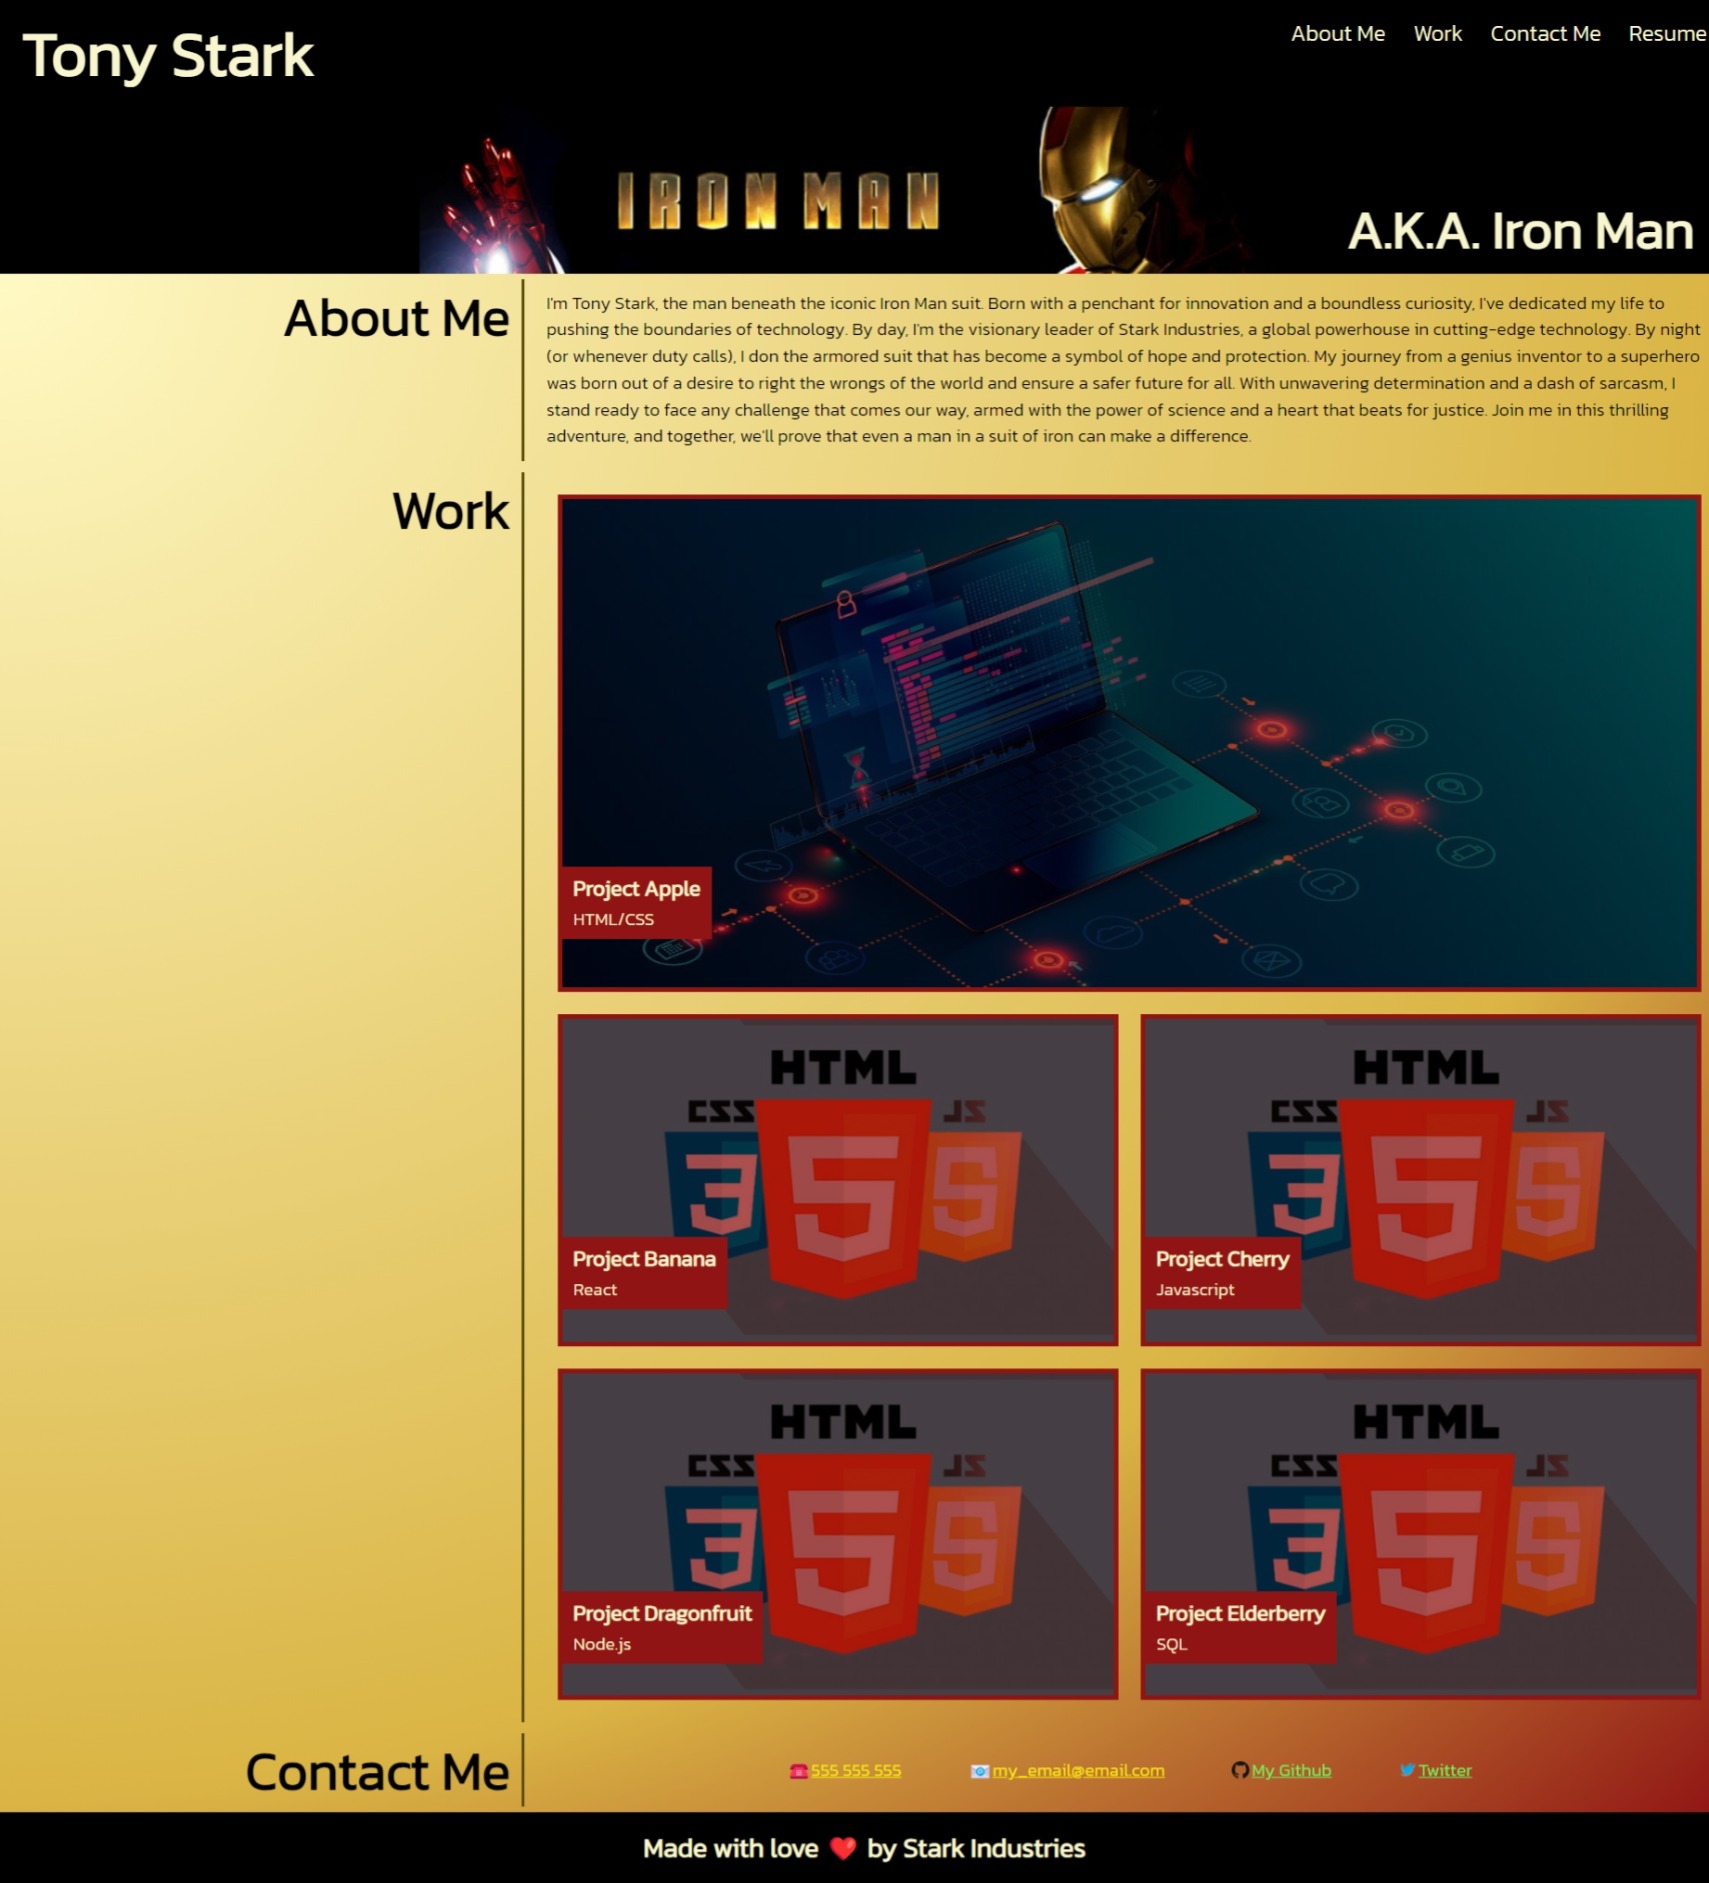 Tony Stark
About Me Work Contact Me Resume
IRON MAN
A.K.A. Iron Man
About Me
I'm Tony Stark, the man beneath the iconic Iron Man suit. Born with a penchant for innovation and a boundless curiosity, I've dedicated my life to
pushing the boundaries of technology. By day, I'm the visionary leader of Stark Industries, a global powerhouse in cutting-edge technology. By night
(or whenever duty calls), I don the armored suit that has become a symbol of hope and protection. My journey from a genius inventor to a superhero
was born out of a desire to right the wrongs of the world and ensure a safer future for all. With unwavering determination and a dash of sarcasm, I
stand ready to face any challenge that comes our way, armed with the power of science and a heart that beats for justice. Join me in this thrilling
adventure, and together, we'll prove that even a man in a suit of iron can make a difference.
Work
Project Apple
HTML/CSS
HTML
CSS JS
3 5 S
Project Banana
React
HTML
CSS JS
3 5 S
Project Cherry
Javascript
HTML
CSS JS
3 5 S
Project Dragonfruit
Node.js
HTML
CSS JS
3 5 S
Project Elderberry
SQL
Contact Me
☎️555 555 555 📧my_email@email.com My Github Twitter
Made with love ❤️ by Stark Industries